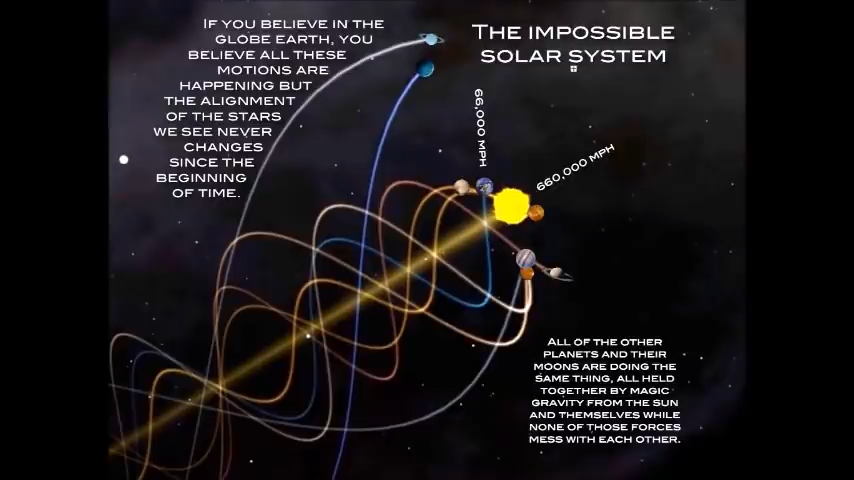 IF YOU BELIEVE IN THE
GLOBE EARTH, YOU
BELIEVE ALL THESE
MOTIONS ARE
HAPPENING BUT
THE ALIGNMENT
OF THE STARS
WE SEE NEVER
CHANGES
SINCE THE
BEGINNING
OF TIME.
THE IMPOSSIBLE
SOLAR SYSTEM
66,000 MPH
660,000 MPH
ALL OF THE OTHER
PLANETS AND THEIR
MOONS ARE DOING THE
SAME THING, ALL HELD
TOGETHER BY MAGIC
GRAVITY FROM THE SUN
AND THEMSELVES WHILE
NONE OF THOSE FORCES
MESS WITH EACH OTHER.